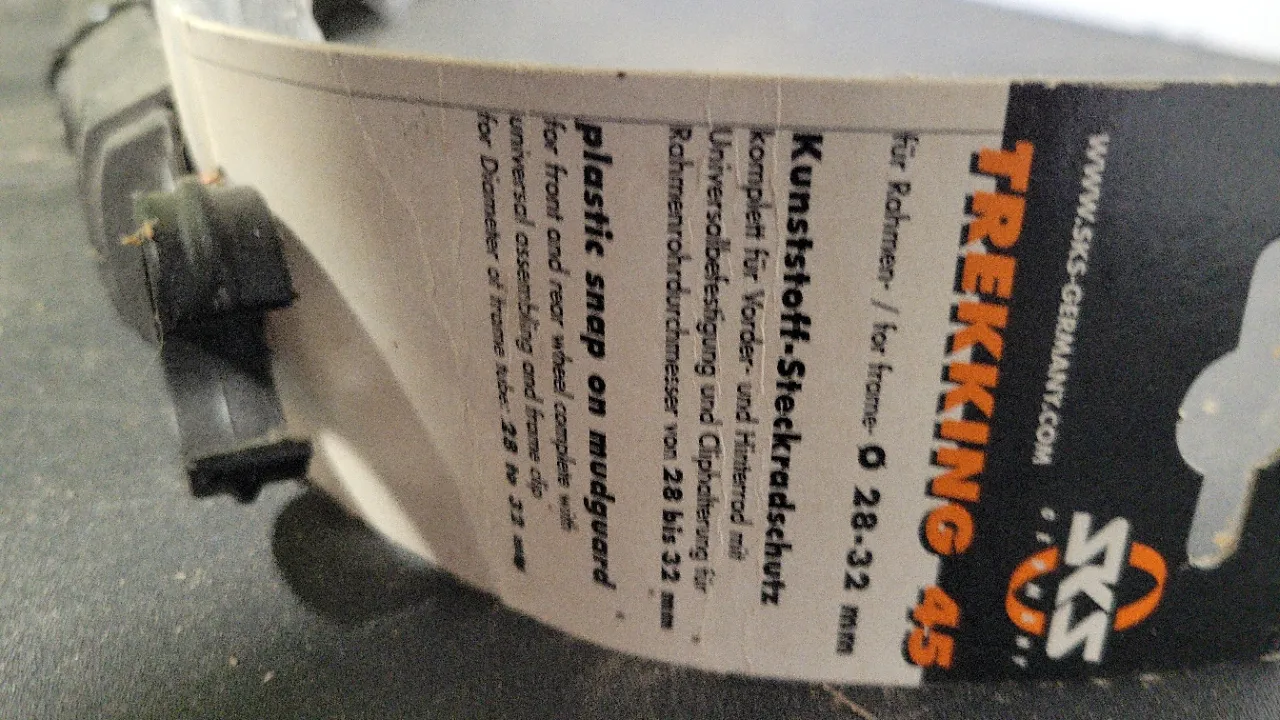 WWW.SKS-GERMANY.COM
SKS
GERMANY
TREKKING 45
für Rahmen- / for frame- Ø 28-32 mm
Kunststoff-Steckradschutz
komplett für Vorder- und Hinterrad mit
Universalbefestigung und Cliphalterung für
Rahmenrohrdurchmesser von 28 bis 32 mm
plastic snap on mudguard
for front and rear wheel complete with
universal assembling and frame clip
for Diameter of frame tube: 28 to 32 mm